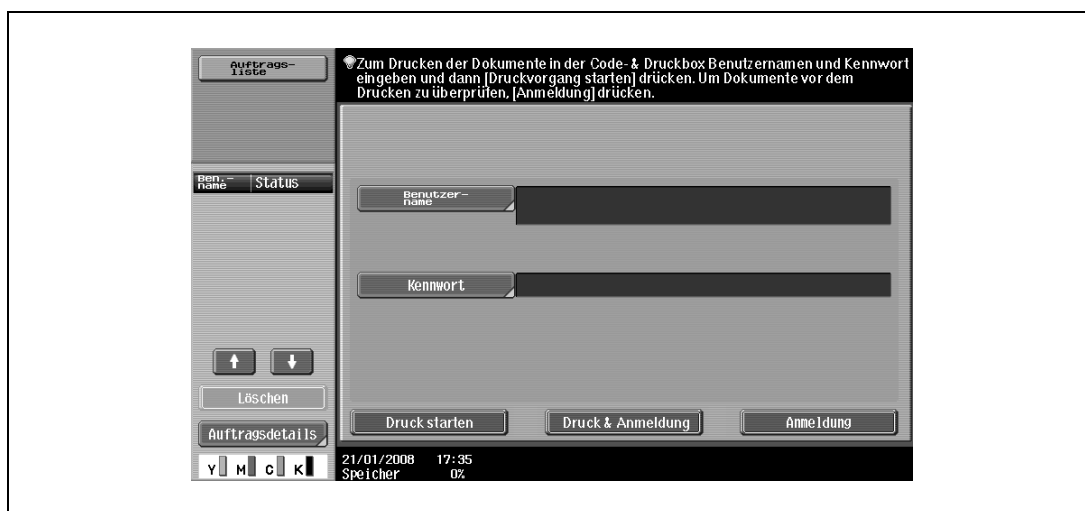 Auftrags-
liste
Zum Drucken der Dokumente in der Code- & Druckbox Benutzernamen und Kennwort
eingeben und dann [Druckvorgang starten] drücken. Um Dokumente vor dem
Drucken zu überprüfen, [Anmeldung] drücken.
Ben.-
name
Status
Benutzer-
name
Kennwort
Löschen
Auftragsdetails
Druck starten
Druck & Anmeldung
Anmeldung
Y M C K
21/01/2008 17:35
Speicher 0%